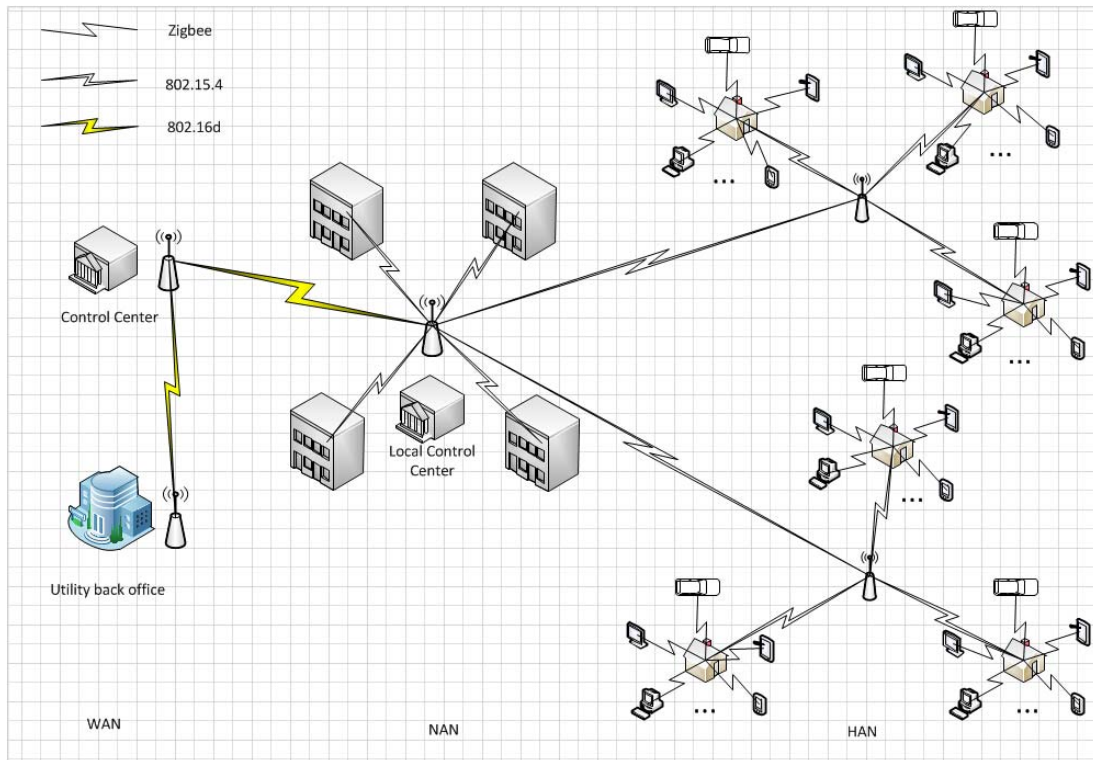 Zigbee
802.15.4
802.16d
Control Center
Local Control
Center
Utility back office
WAN
NAN
HAN
...
...
...
...
...
...